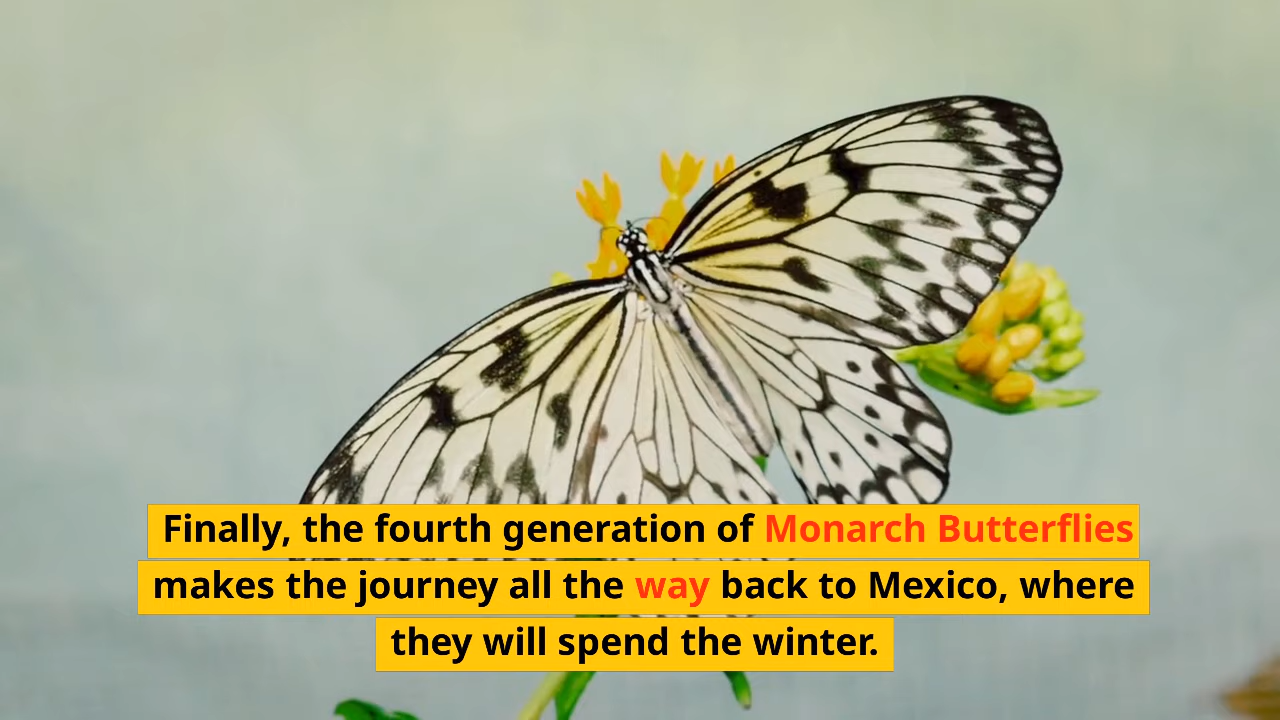 Finally, the fourth generation of Monarch Butterflies
makes the journey all the way back to Mexico, where
they will spend the winter.